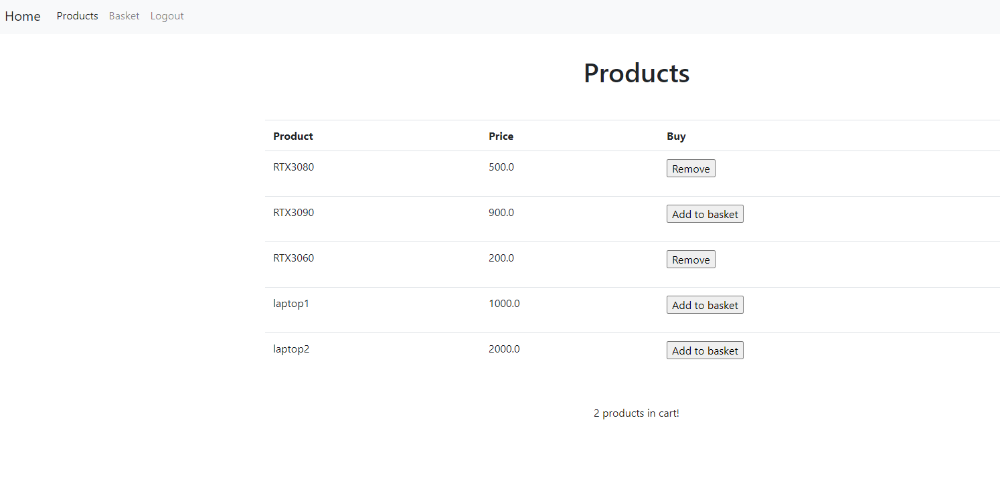 Home Products Basket Logout
Products
Product Price Buy
RTX3080 500.0 Remove
RTX3090 900.0 Add to basket
RTX3060 200.0 Remove
laptop1 1000.0 Add to basket
laptop2 2000.0 Add to basket
2 products in cart!